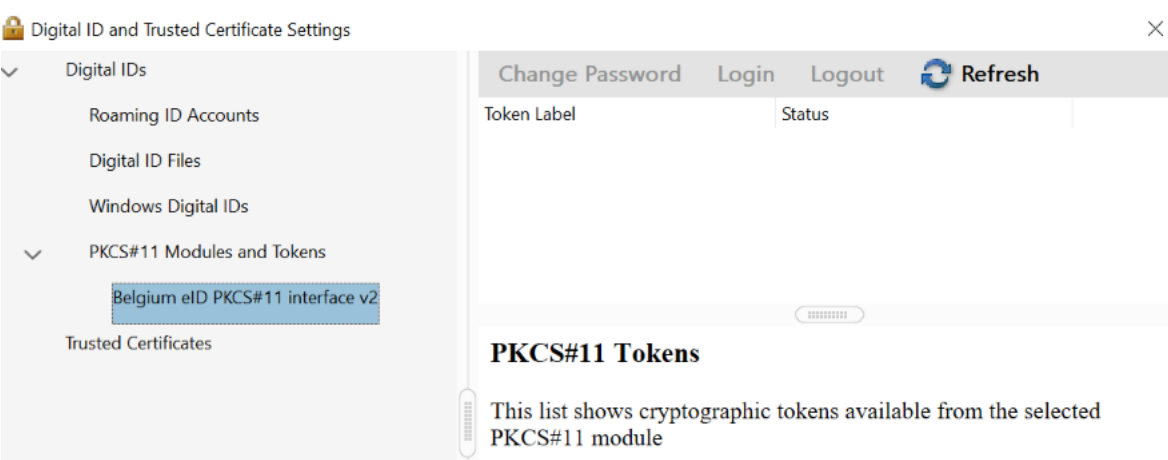 Digital ID and Trusted Certificate Settings
Digital IDs
Roaming ID Accounts
Digital ID Files
Windows Digital IDs
PKCS#11 Modules and Tokens
Belgium eID PKCS#11 interface v2
Trusted Certificates
Change Password Login Logout Refresh
Token Label Status
PKCS#11 Tokens
This list shows cryptographic tokens available from the selected
PKCS#11 module